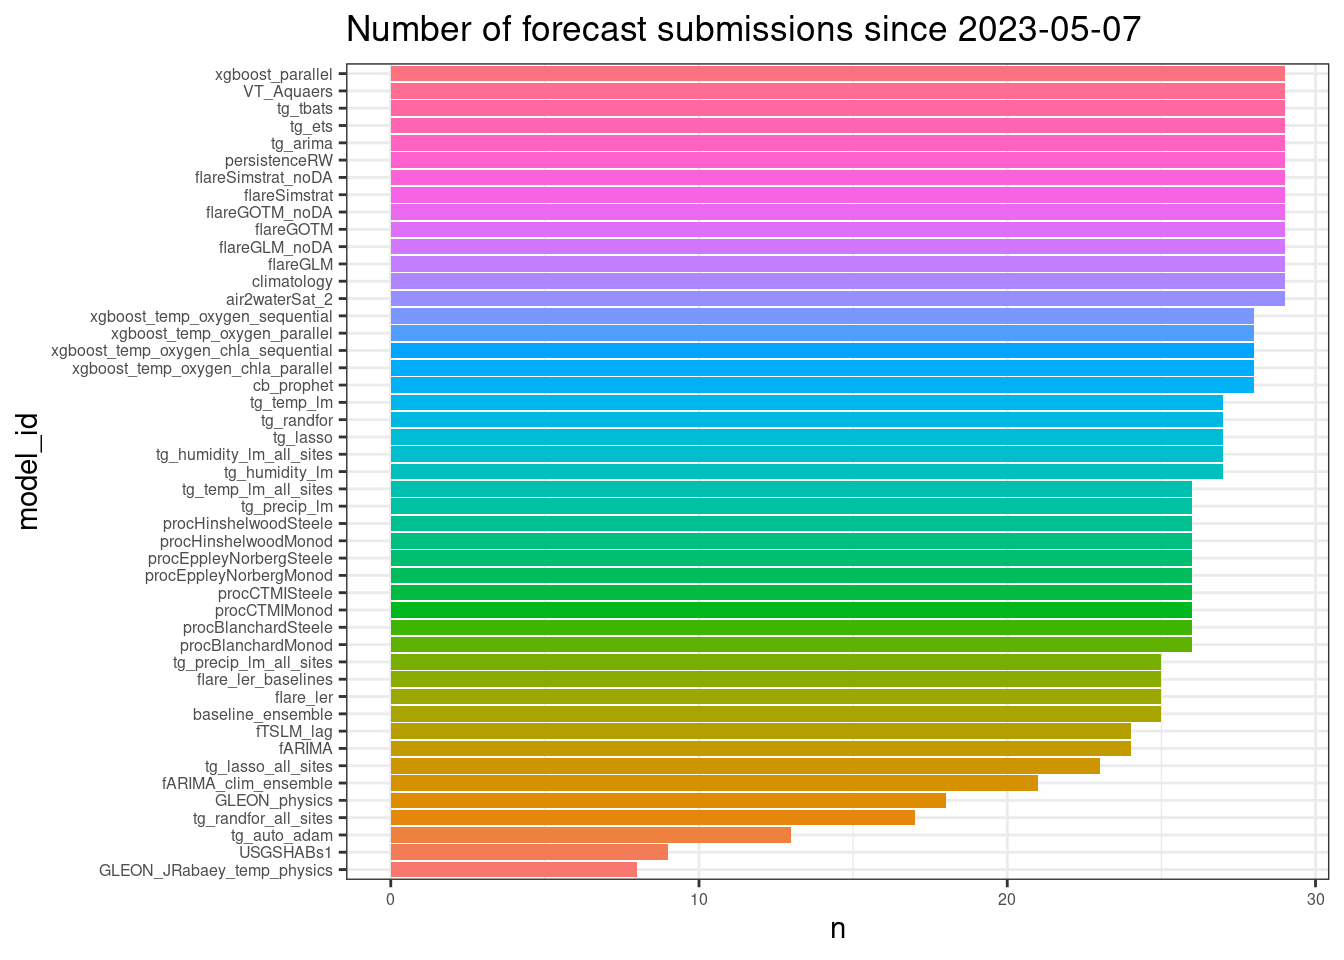 Number of forecast submissions since 2023-05-07
xgboost_parallel
VT_Aquaers
tg_tbats
tg_ets
tg_arima
persistenceRW
flareSimstrat_noDA
flareSimstrat
flareGOTM_noDA
flareGOTM
flareGLM_noDA
flareGLM
climatology
air2waterSat_2
xgboost_temp_oxygen_sequential
xgboost_temp_oxygen_parallel
xgboost_temp_oxygen_chla_sequential
xgboost_temp_oxygen_chla_parallel
cb_prophet
tg_temp_lm
tg_randfor
tg_lasso
tg_humidity_lm_all_sites
tg_humidity_lm
tg_temp_lm_all_sites
tg_precip_lm
procHinshelwoodSteele
procHinshelwoodMonod
procEppleyNorbergSteele
procEppleyNorbergMonod
procCTMISteele
procCTMIMonod
procBlanchardSteele
procBlanchardMonod
tg_precip_lm_all_sites
flare_ler_baselines
flare_ler
baseline_ensemble
fTSLM_lag
fARIMA
tg_lasso_all_sites
fARIMA_clim_ensemble
GLEON_physics
tg_randfor_all_sites
tg_auto_adam
USGSHABs1
GLEON_JRabaey_temp_physics
model_id
0 10 20 30
n